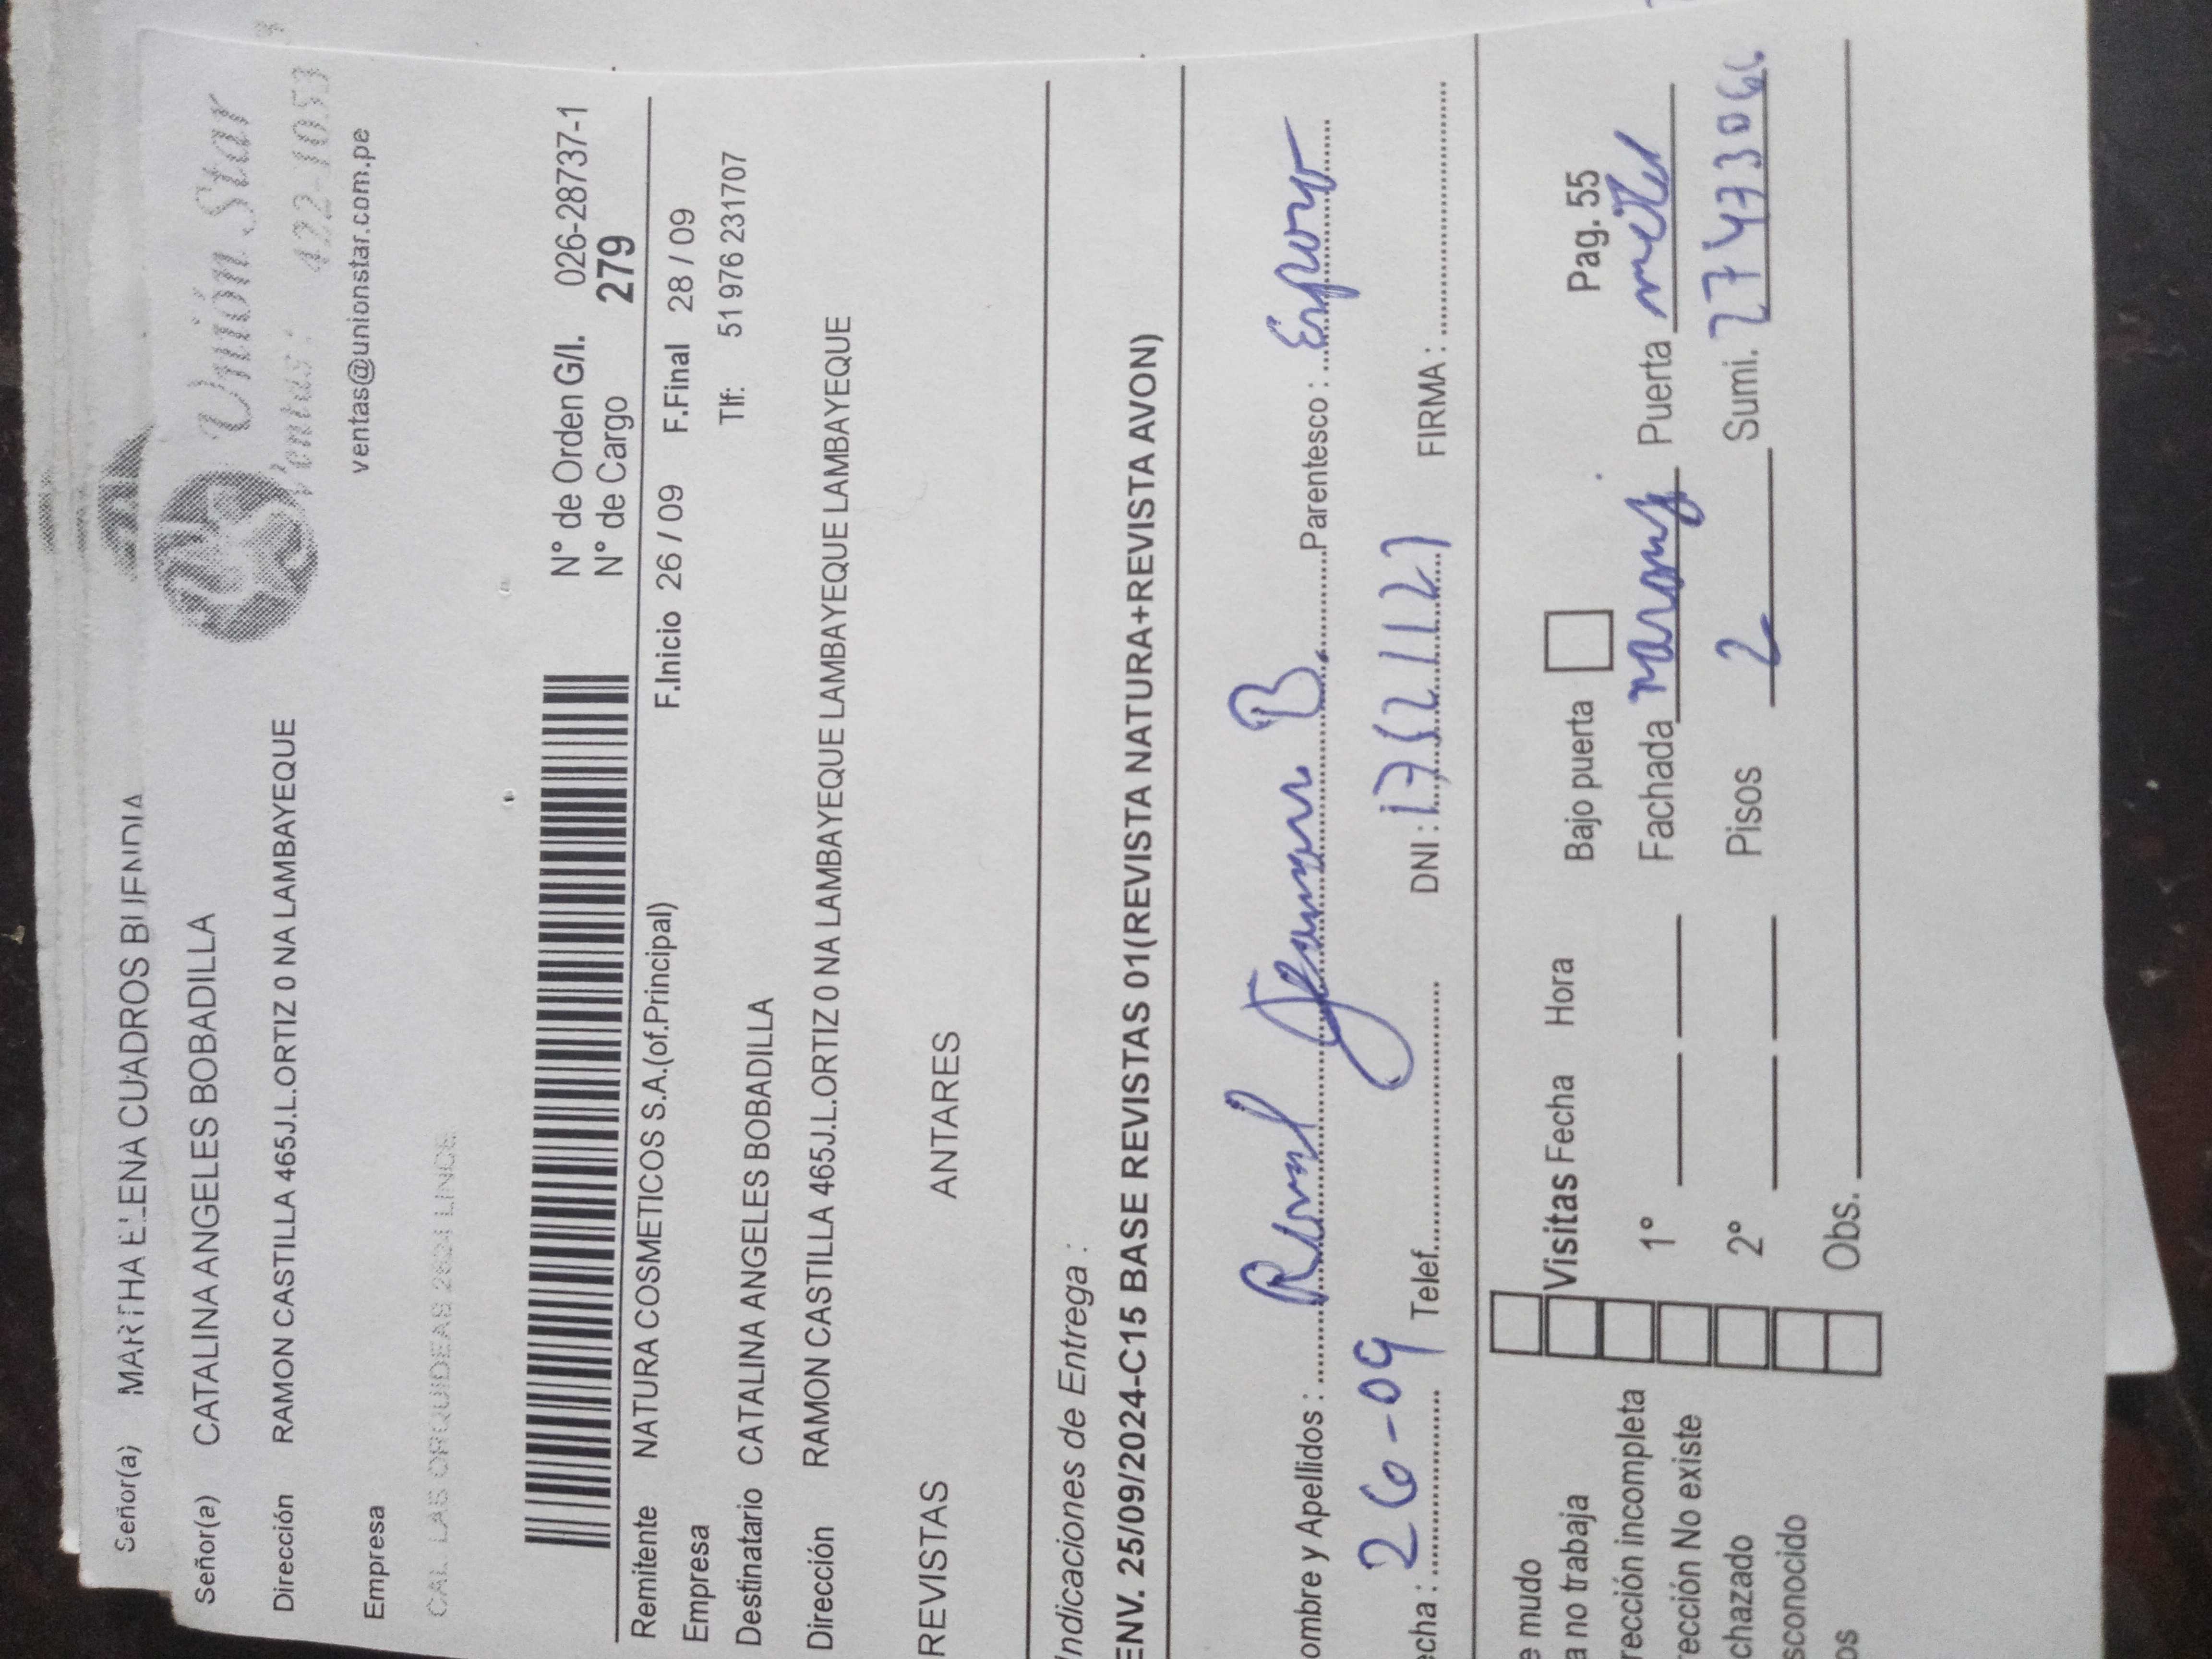 Señor(a) MARTHA ELENA CUADROS BUENDIA
Señor(a) CATALINA ANGELES BOBADILLA
Dirección RAMON CASTILLA 465J.L.ORTIZ 0 NA LAMBAYEQUE
Empresa
CAL LAS ORQUIDEAS 2621 LINCE
Unión Star
Ventas : 422-1053
ventas@unionstar.com.pe
N° de Orden G/I. 026-28737-1
N° de Cargo 279
Remitente NATURA COSMETICOS S.A.(of.Principal) F.Inicio 26 / 09 F.Final 28 / 09
Empresa Tlf: 51 976 231707
Destinatario CATALINA ANGELES BOBADILLA
Dirección RAMON CASTILLA 465J.L.ORTIZ 0 NA LAMBAYEQUE LAMBAYEQUE LAMBAYEQUE LAMBAYEQUE
REVISTAS ANTARES
Indicaciones de Entrega :
ENV. 25/09/2024-C15 BASE REVISTAS 01(REVISTA NATURA+REVISTA AVON)
ombre y Apellidos : B. Parentesco : Esposo
echa : 26-09 Telef. DNI : 17521127 FIRMA :
e mudo
a no trabaja Visitas Fecha Hora Bajo puerta Pag. 55
rección incompleta 1° Fachada Puerta metal
rección No existe
chazado 2° Pisos 2 Sumi.
sconocido
os Obs.